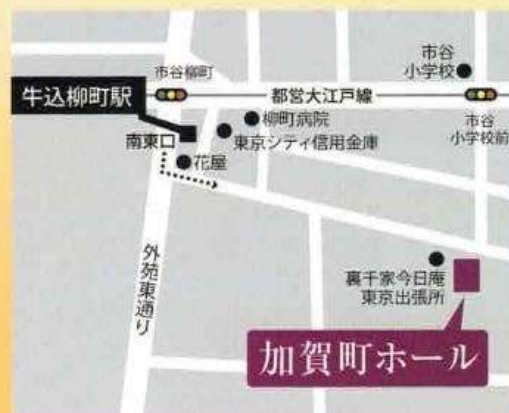 市谷
小学校
市谷柳町
牛込柳町駅
都営大江戸線
柳町病院
市谷
小学校前
南東口
東京シティ信用金庫
花屋
外苑東通り
裏千家今日庵
東京出張所
加賀町ホール